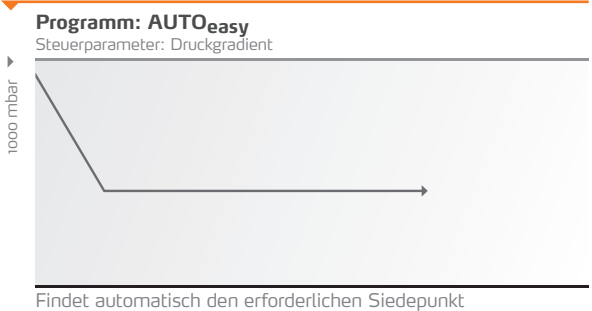 Programm: AUTOeasy
Steuerparameter: Druckgradient
1000 mbar
Findet automatisch den erforderlichen Siedepunkt